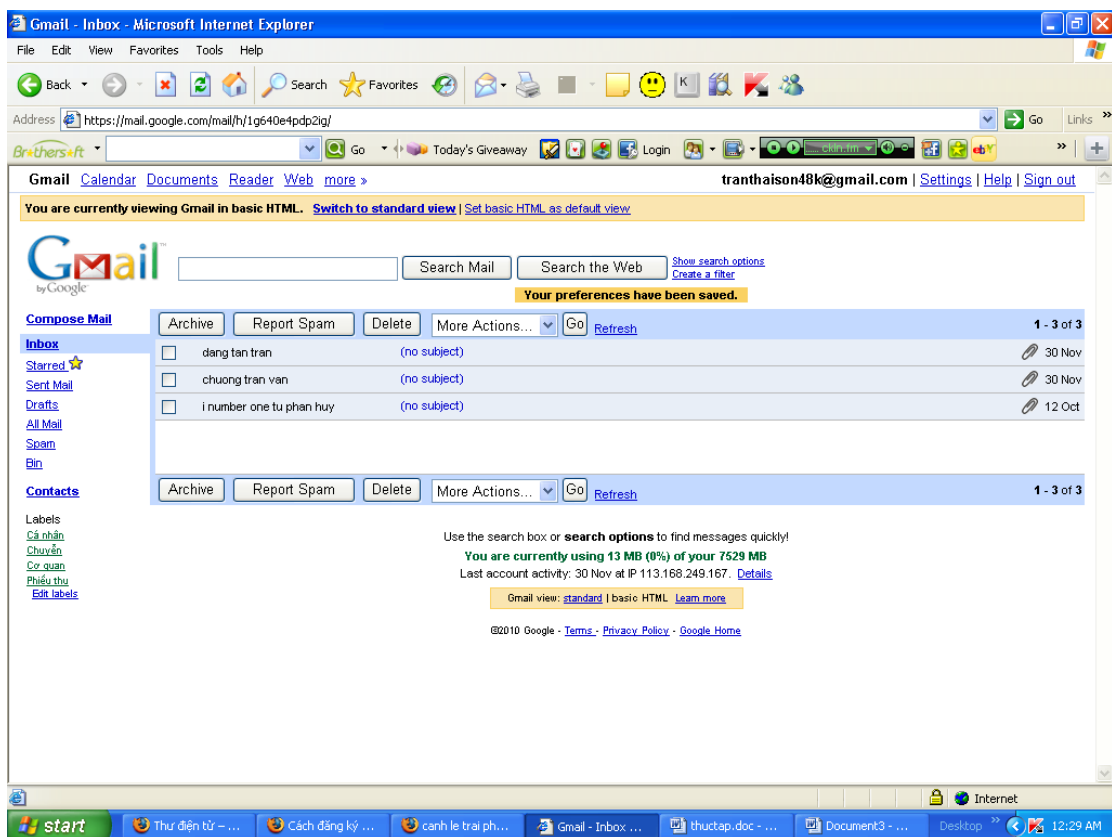 Gmail - Inbox - Microsoft Internet Explorer
File Edit View Favorites Tools Help
Back Search Favorites
Address https://mail.google.com/mail/h/1g640e4pdp2ig/ Go Links »
Br thers ft Go Today's Giveaway Login ckin.fm eb Y »
Gmail Calendar Documents Reader Web more » tranthaison48k@gmail.com | Settings | Help | Sign out
You are currently viewing Gmail in basic HTML. Switch to standard view | Set basic HTML as default view
Gmail by Google
Search Mail Search the Web Show search options
Create a filter
Your preferences have been saved.
Compose Mail
Archive Report Spam Delete More Actions... Go Refresh 1 - 3 of 3
Inbox
dang tan tran (no subject) 30 Nov
Starred
chuong tran van (no subject) 30 Nov
Sent Mail
i number one tu phan huy (no subject) 12 Oct
Drafts
All Mail
Spam
Bin
Contacts
Archive Report Spam Delete More Actions... Go Refresh 1 - 3 of 3
Labels
Cá nhân
Chuyễn
Cơ quan
Phiếu thu
Edit labels
Use the search box or search options to find messages quickly!
You are currently using 13 MB (0%) of your 7529 MB
Last account activity: 30 Nov at IP 113.168.249.167. Details
Gmail view: standard | basic HTML Learn more
©2010 Google - Terms - Privacy Policy - Google Home
Internet
start Thư điện tử – ... Cách đăng ký ... canh le trai ph... Gmail - Inbox ... thuctap.doc - ... Document3 - ... Desktop » 12:29 AM